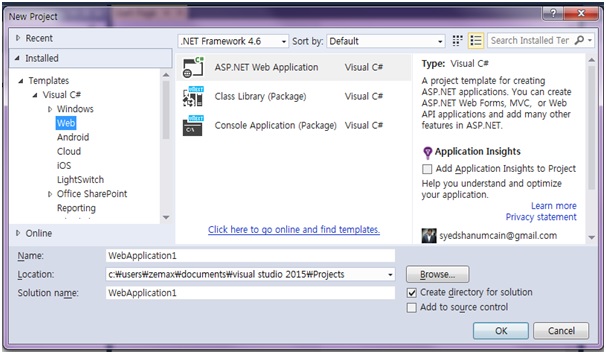 New Project
Recent
Installed
Templates
Visual C#
Windows
Web
Android
Cloud
iOS
LightSwitch
Office SharePoint
Reporting
Online
.NET Framework 4.6
Sort by: Default
Search Installed Ter
ASP.NET Web Application Visual C#
Class Library (Package) Visual C#
Console Application (Package) Visual C#
Click here to go online and find templates.
Type: Visual C#
A project template for creating
ASP.NET applications. You can create
ASP.NET Web Forms, MVC, or Web
API applications and add many other
features in ASP.NET.
Application Insights
Add Application Insights to Project
Help you understand and optimize
your application.
Learn more
Privacy statement
syedshanumcain@gmail.com
Name: WebApplication1
Location: c:₩users₩zemax₩documents₩visual studio 2015₩Projects
Browse...
Solution name: WebApplication1
Create directory for solution
Add to source control
OK
Cancel